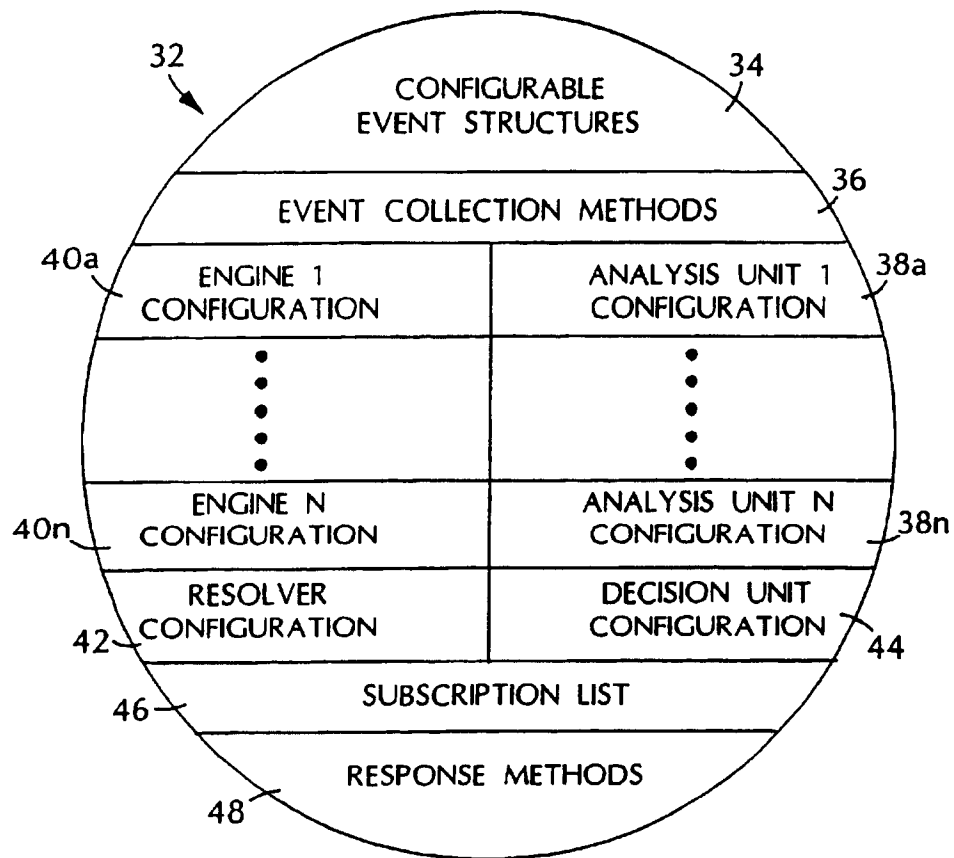 32
34
CONFIGURABLE
EVENT STRUCTURES
36
EVENT COLLECTION METHODS
40a
ENGINE 1
CONFIGURATION
ANALYSIS UNIT 1
CONFIGURATION
38a
40n
ENGINE N
CONFIGURATION
ANALYSIS UNIT N
CONFIGURATION
38n
42
RESOLVER
CONFIGURATION
DECISION UNIT
CONFIGURATION
44
46
SUBSCRIPTION LIST
48
RESPONSE METHODS